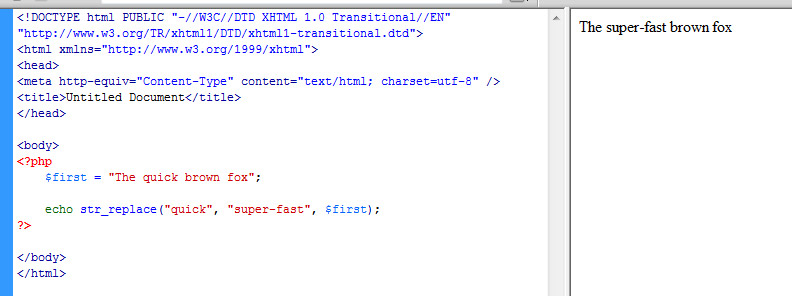 <!DOCTYPE html PUBLIC "-//W3C//DTD XHTML 1.0 Transitional//EN"
"http://www.w3.org/TR/xhtml1/DTD/xhtml1-transitional.dtd">
<html xmlns="http://www.w3.org/1999/xhtml">
<head>
<meta http-equiv="Content-Type" content="text/html; charset=utf-8" />
<title>Untitled Document</title>
</head>

<body>
<?php
    $first = "The quick brown fox";

    echo str_replace("quick", "super-fast", $first);
?>

</body>
</html>
The super-fast brown fox